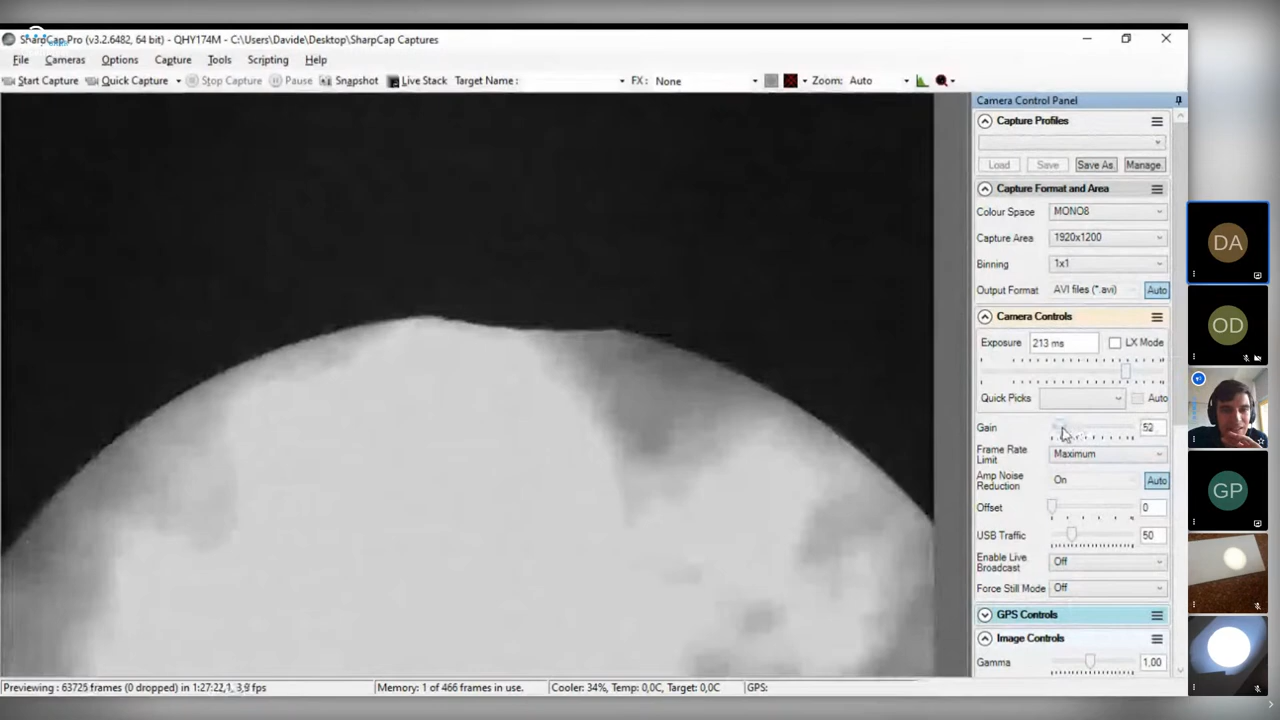 SharpCap Pro (v3.2.6482, 64 bit) - QHY174M - C:\Users\Davide\Desktop\SharpCap Captures
File Cameras Options Capture Tools Scripting Help
Start Capture Quick Capture Stop Capture Pause Snapshot Live Stack Target Name : FX: None Zoom: Auto
Camera Control Panel
Capture Profiles
Load Save Save As. Manage.
Capture Format and Area
Colour Space MONO8
Capture Area 1920x1200
Binning 1x1
Output Format AVI files (*.avi) Auto
Camera Controls
Exposure 213 ms LX Mode
Quick Picks Auto
Gain 52
Frame Rate Limit Maximum
Amp Noise Reduction On Auto
Offset 0
USB Traffic 50
Enable Live Broadcast Off
Force Still Mode Off
GPS Controls
Image Controls
Gamma 1,00
Previewing : 63725 frames (0 dropped) in 1:27:22,1, 3,9 fps Memory: 1 of 466 frames in use. Cooler: 34%, Temp: 0,0C, Target: 0,0C GPS:
DA
OD
GP